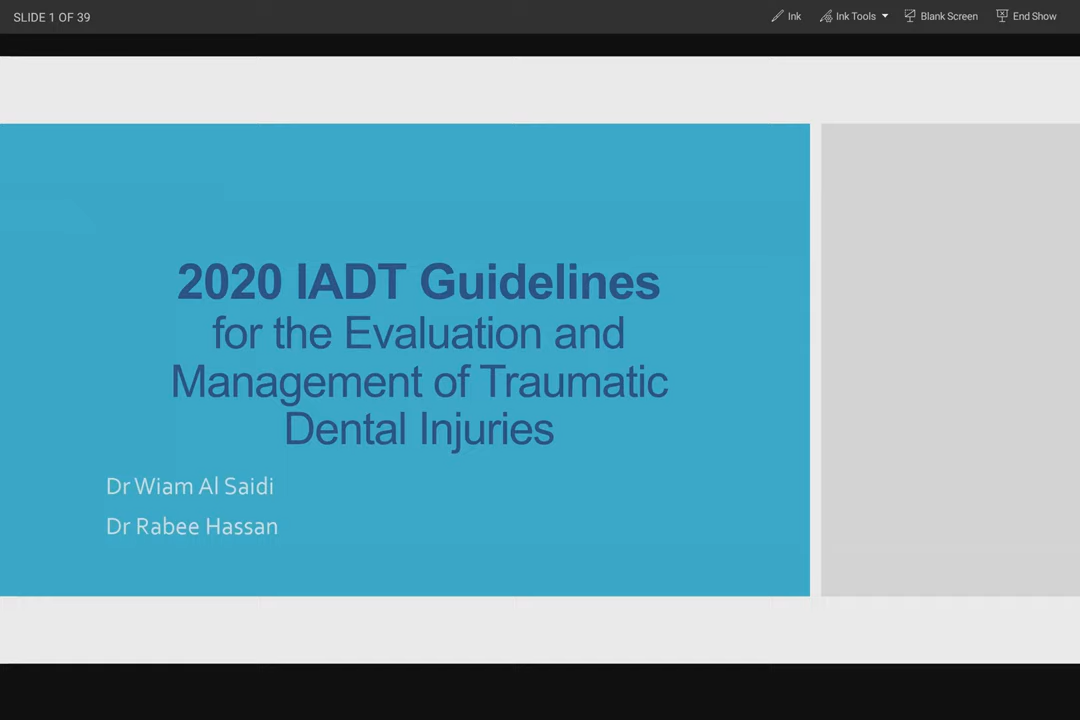 SLIDE 1 OF 39
Ink
Ink Tools
Blank Screen
End Show
2020 IADT Guidelines
for the Evaluation and
Management of Traumatic
Dental Injuries
Dr Wiam Al Saidi
Dr Rabee Hassan